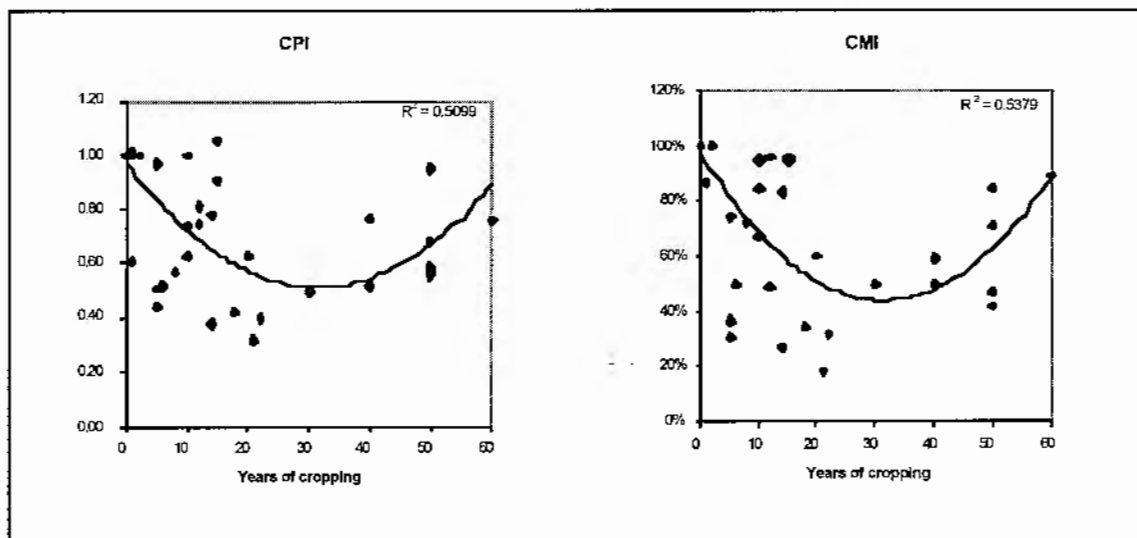 CPI
1.20
1.00
0.80
0.60
0.40
0.20
0.00
R² = 0.5099
0 10 20 30 40 50 60
Years of cropping
CMI
120%
100%
80%
60%
40%
20%
0%
R² = 0.5379
0 10 20 30 40 50 60
Years of cropping